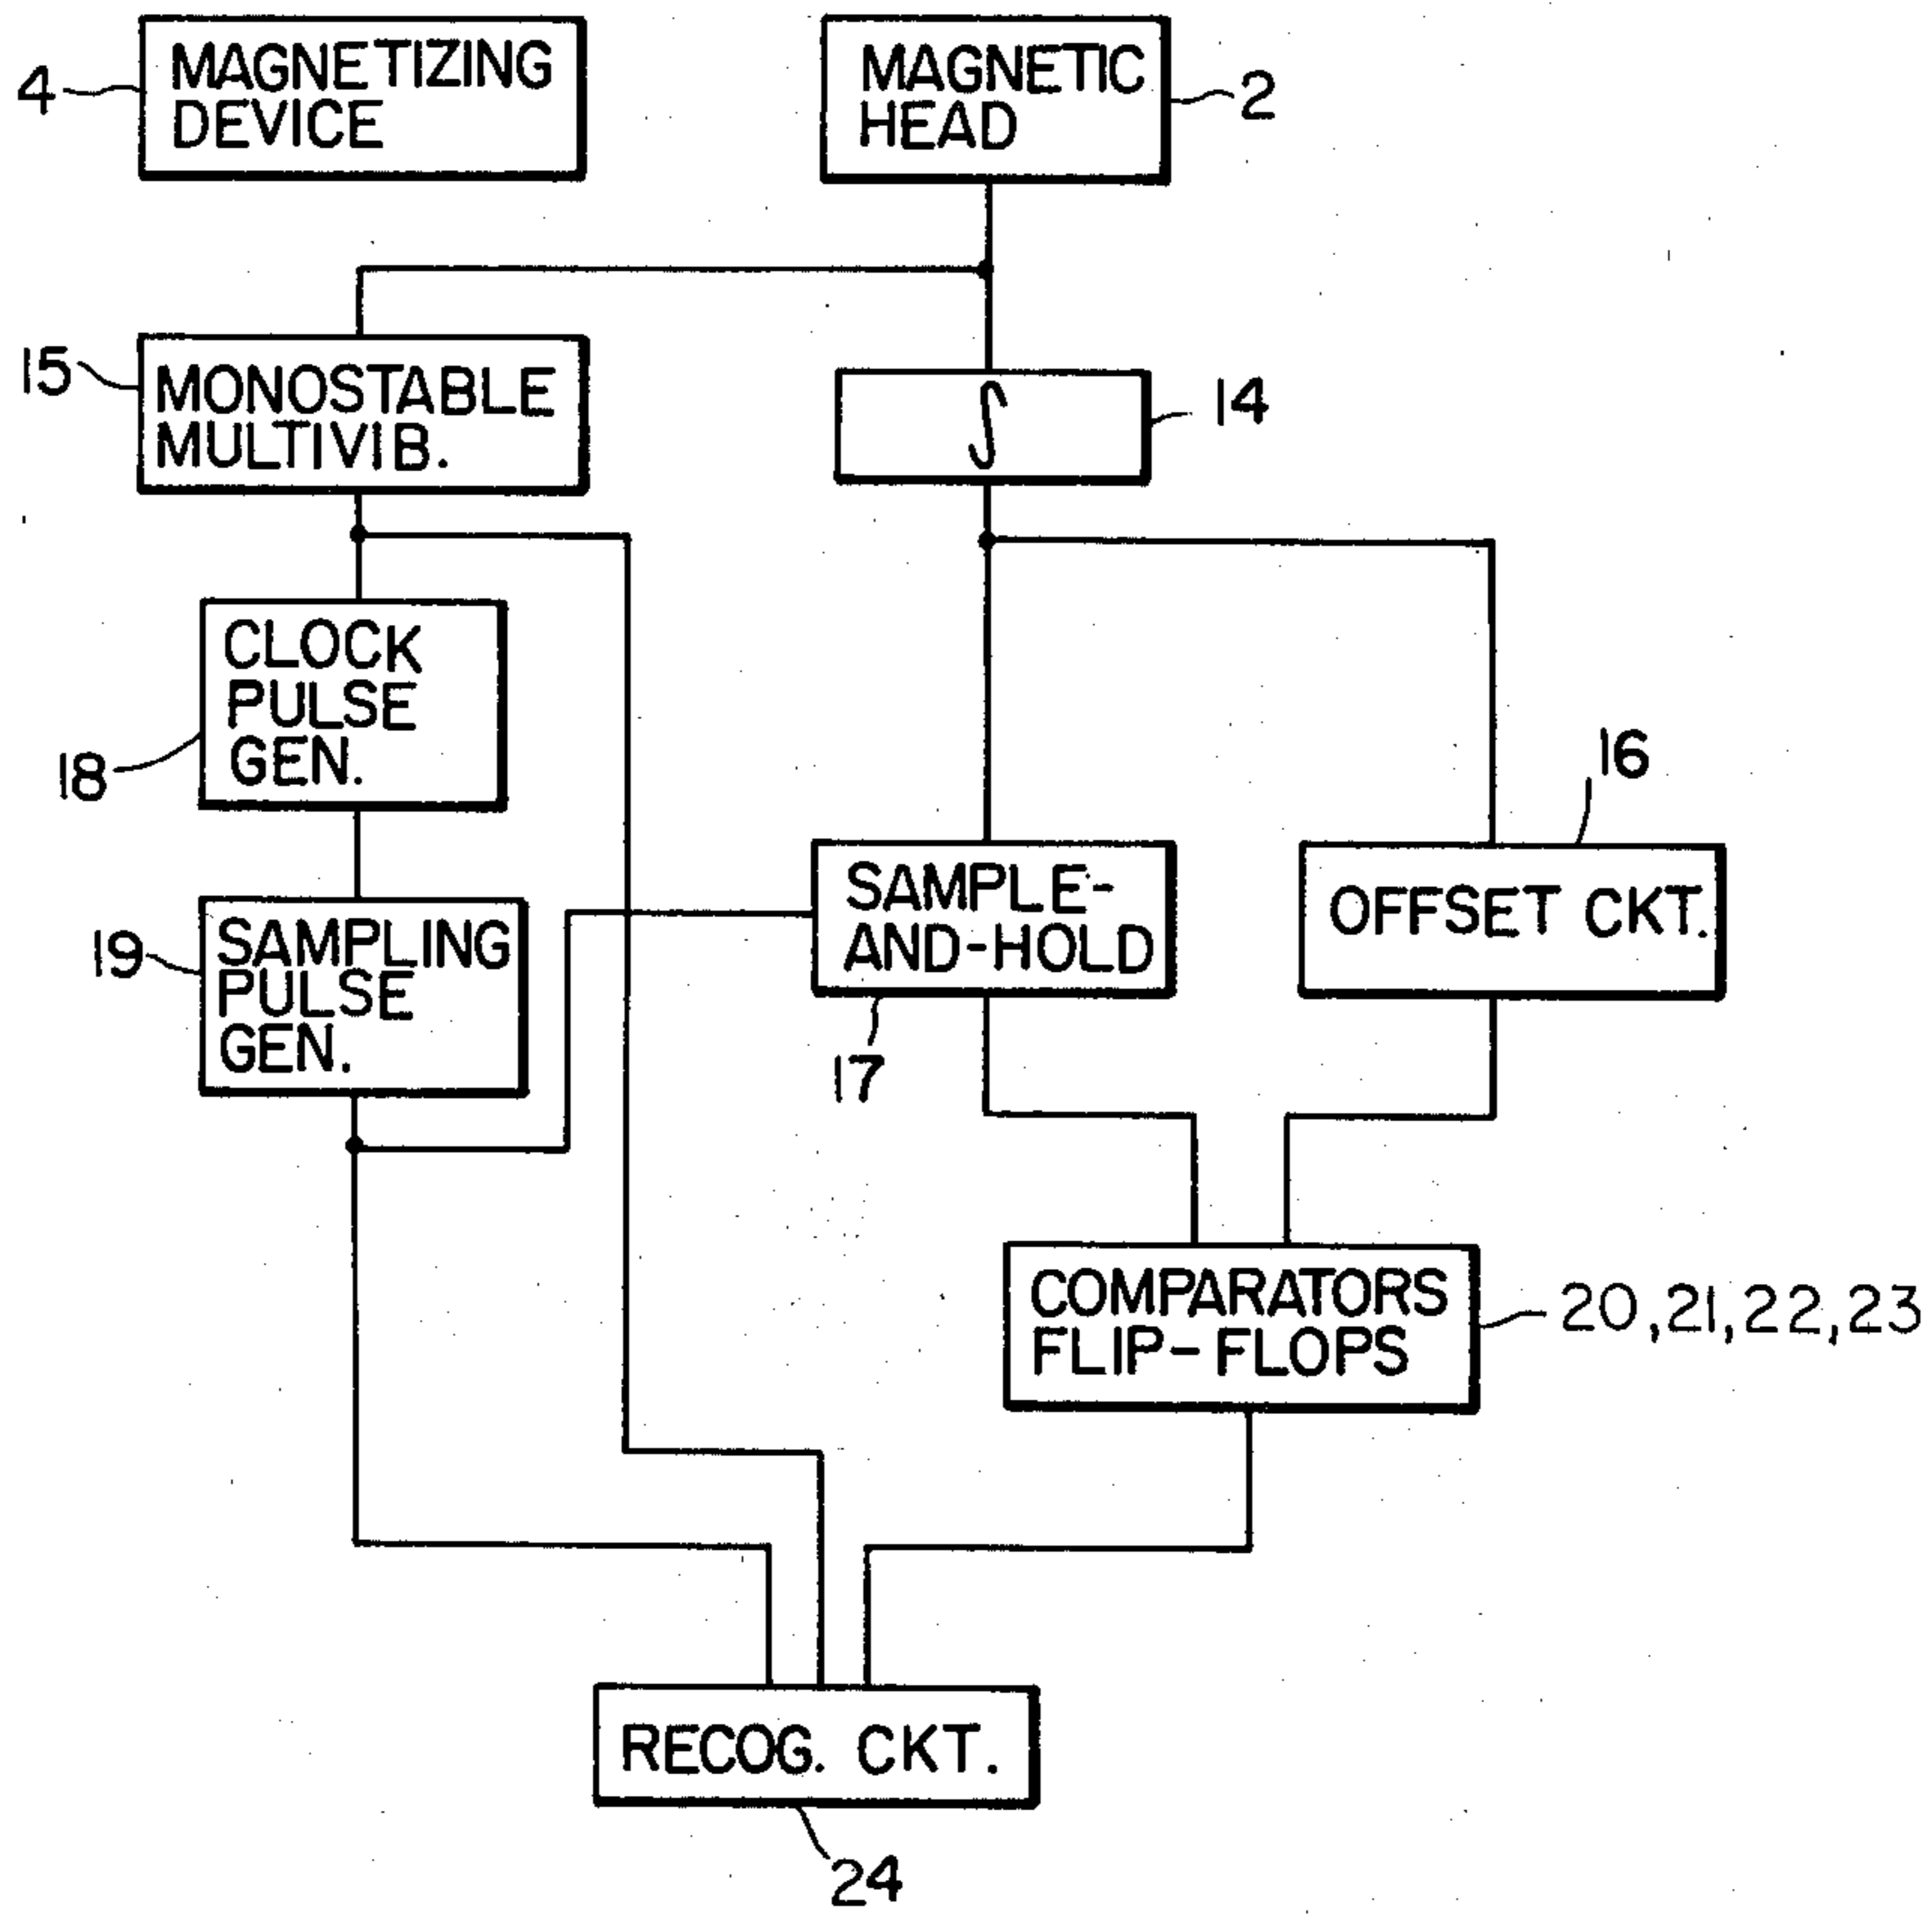 4
MAGNETIZING
DEVICE
MAGNETIC
HEAD
2
15
MONOSTABLE
MULTIVIB.
∫
14
CLOCK
PULSE
GEN.
18
16
SAMPLE-
AND-HOLD
17
OFFSET CKT.
19
SAMPLING
PULSE
GEN.
COMPARATORS
FLIP-FLOPS
20,21,22,23
RECOG. CKT.
24